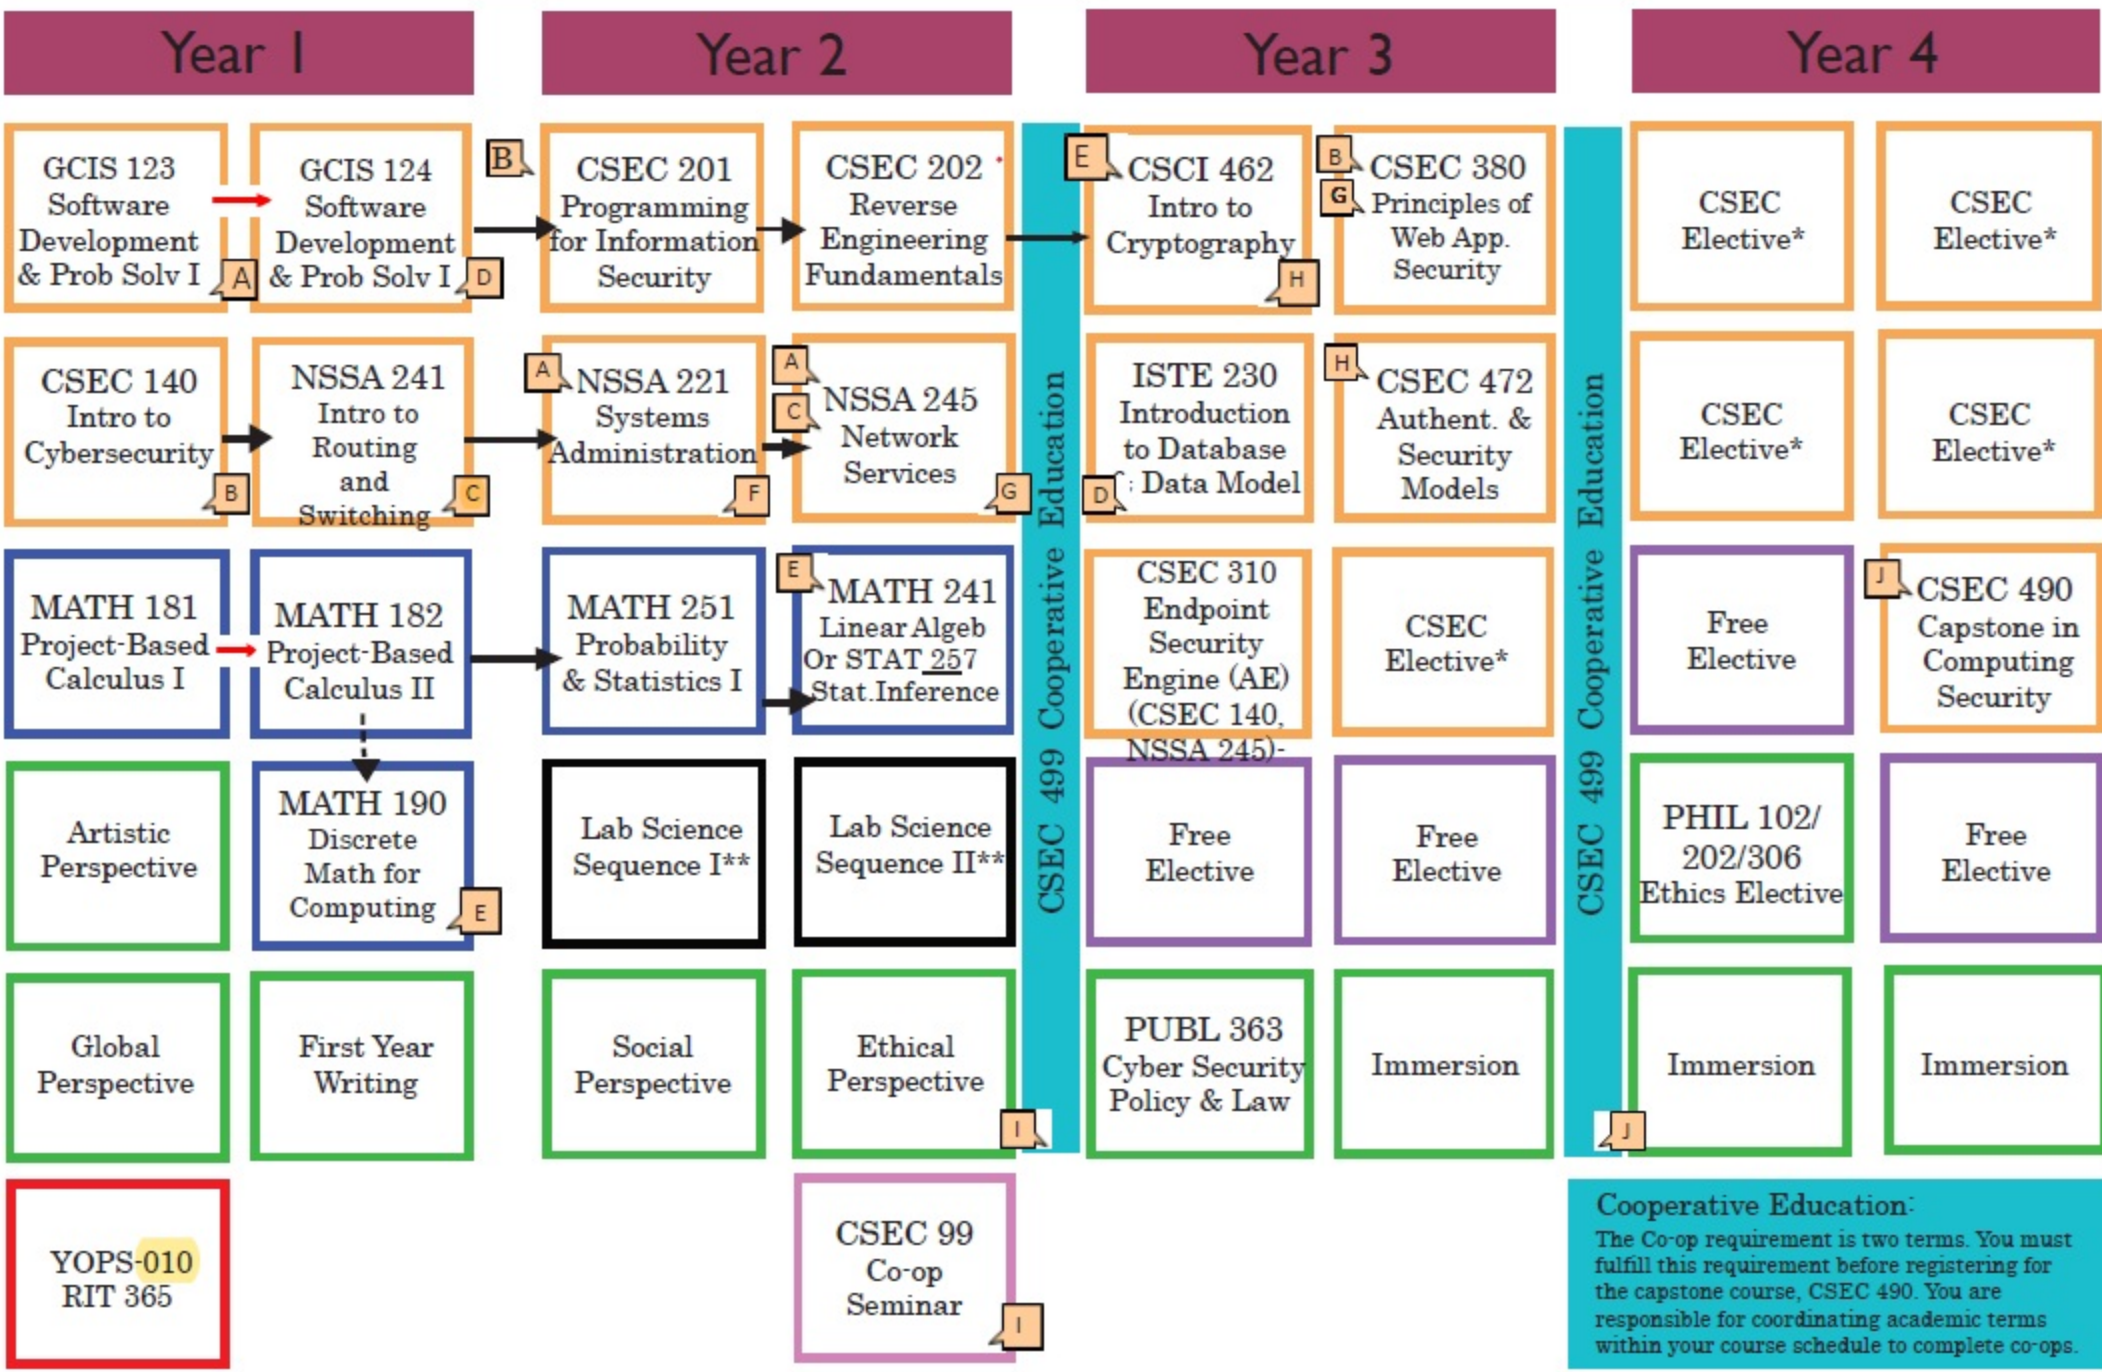 Year 1
Year 2
Year 3
Year 4
GCIS 123
Software
Development
& Prob Solv I
A
GCIS 124
Software
Development
& Prob Solv I
D
B
CSEC 201
Programming
for Information
Security
CSEC 202
Reverse
Engineering
Fundamentals
E
CSCI 462
Intro to
Cryptography
H
B
G
CSEC 380
Principles of
Web App.
Security
CSEC
Elective*
CSEC
Elective*
CSEC 140
Intro to
Cybersecurity
B
NSSA 241
Intro to
Routing
and
Switching
C
A
NSSA 221
Systems
Administration
F
A
C
NSSA 245
Network
Services
G
ISTE 230
Introduction
to Database
: Data Model
D
H
CSEC 472
Authent. &
Security
Models
CSEC
Elective*
CSEC
Elective*
CSEC 499 Cooperative Education
CSEC 499 Cooperative Education
MATH 181
Project-Based
Calculus I
MATH 182
Project-Based
Calculus II
MATH 251
Probability
& Statistics I
E
MATH 241
Linear Algeb
Or STAT 257
Stat.Inference
CSEC 310
Endpoint
Security
Engine (AE)
(CSEC 140,
NSSA 245)-
CSEC
Elective*
Free
Elective
J
CSEC 490
Capstone in
Computing
Security
Artistic
Perspective
MATH 190
Discrete
Math for
Computing
E
Lab Science
Sequence I**
Lab Science
Sequence II**
Free
Elective
Free
Elective
PHIL 102/
202/306
Ethics Elective
Free
Elective
Global
Perspective
First Year
Writing
Social
Perspective
Ethical
Perspective
I
PUBL 363
Cyber Security
Policy & Law
Immersion
J
Immersion
Immersion
YOPS-010
RIT 365
CSEC 99
Co-op
Seminar
I
Cooperative Education:
The Co-op requirement is two terms. You must
fulfill this requirement before registering for
the capstone course, CSEC 490. You are
responsible for coordinating academic terms
within your course schedule to complete co-ops.